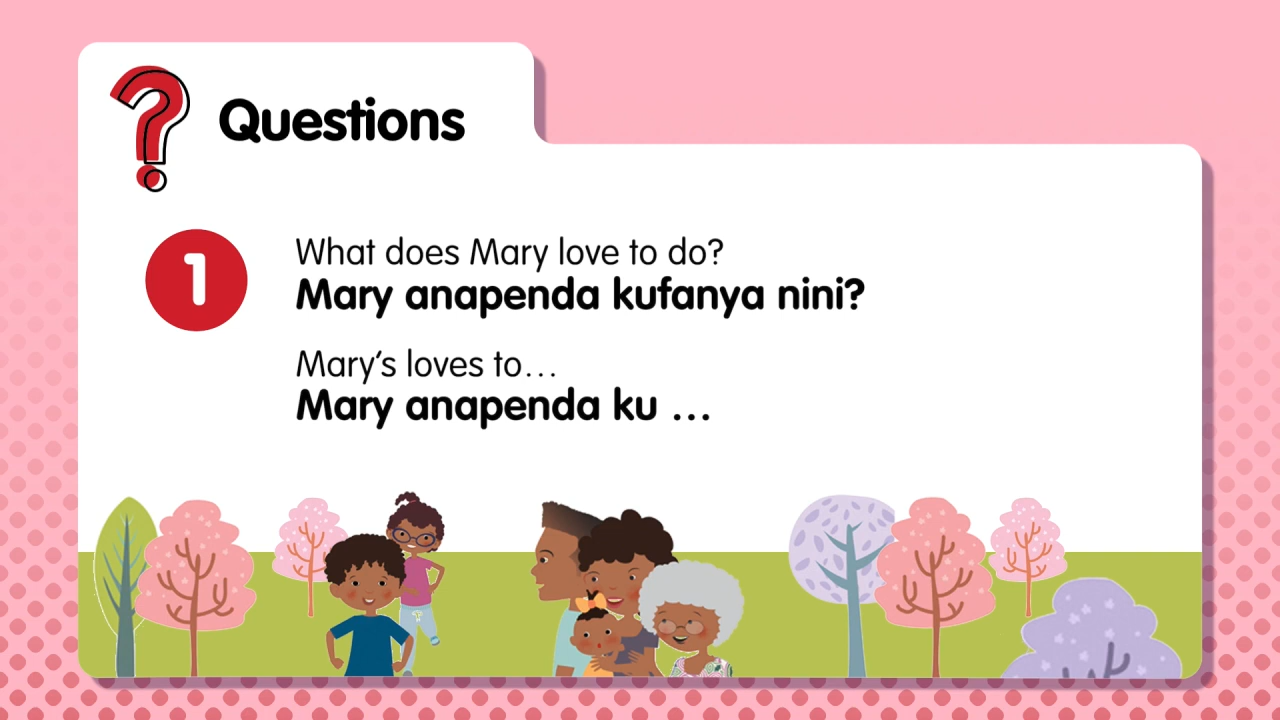 Questions
1
What does Mary love to do?
Mary anapenda kufanya nini?
Mary's loves to...
Mary anapenda ku ...